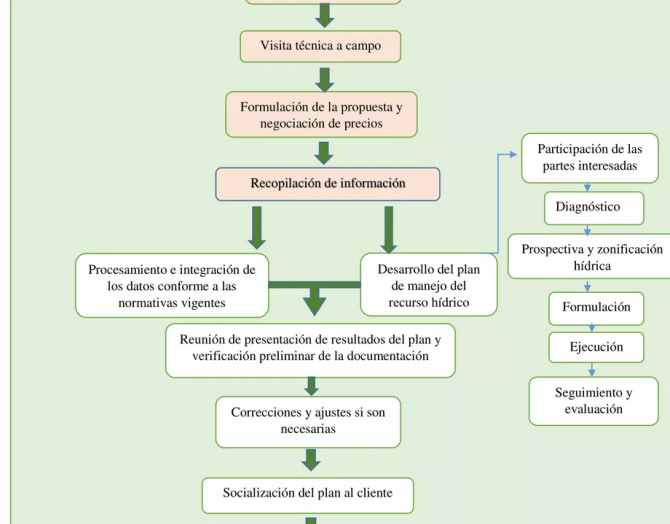 Visita técnica a campo
Formulación de la propuesta y
negociación de precios
Recopilación de información
Procesamiento e integración de
los datos conforme a las
normativas vigentes
Desarrollo del plan
de manejo del
recurso hídrico
Participación de las
partes interesadas
Diagnóstico
Prospectiva y zonificación
hídrica
Formulación
Ejecución
Seguimiento y
evaluación
Reunión de presentación de resultados del plan y
verificación preliminar de la documentación
Correcciones y ajustes si son
necesarias
Socialización del plan al cliente